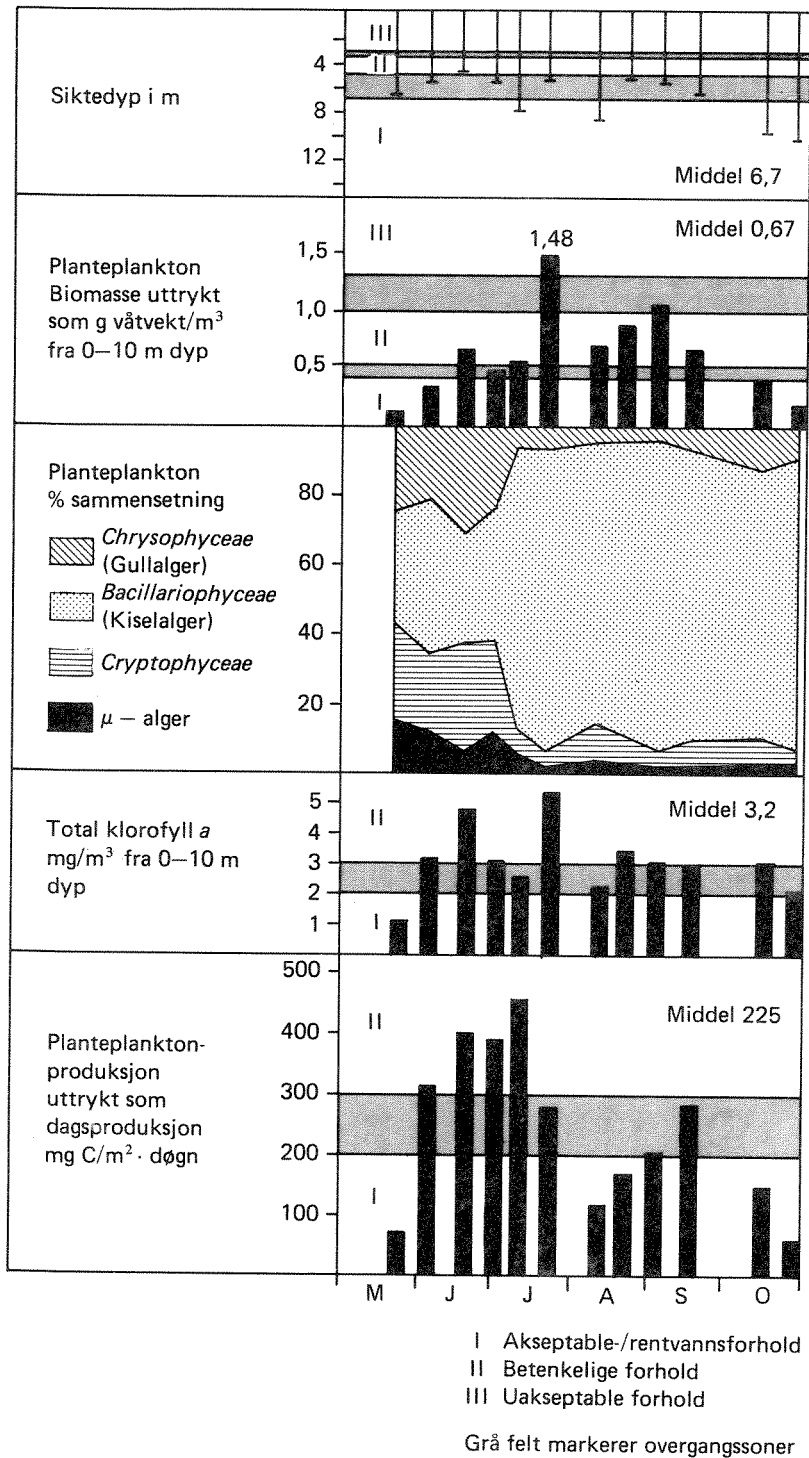 III
4
II
Siktedyp i m
8
I
12
Middel 6,7
III
1,48
Middel 0,67
1,5
Planteplankton
Biomasse uttrykt
som g våtvekt/m³
fra 0–10 m dyp
1,0
II
0,5
I
Planteplankton
% sammensetning
80
Chrysophyceae
(Gullalger)
60
Bacillariophyceae
(Kiselalger)
40
Cryptophyceae
20
μ – alger
5
II
Middel 3,2
Total klorofyll a
mg/m³ fra 0–10 m
dyp
4
3
2
1
I
500
II
Middel 225
400
Planteplankton-
produksjon
uttrykt som
dagsproduksjon
mg C/m² · døgn
300
200
I
100
M J J A S O
I Akseptable-/rentvannsforhold
II Betenkelige forhold
III Uakseptable forhold
Grå felt markerer overgangssoner